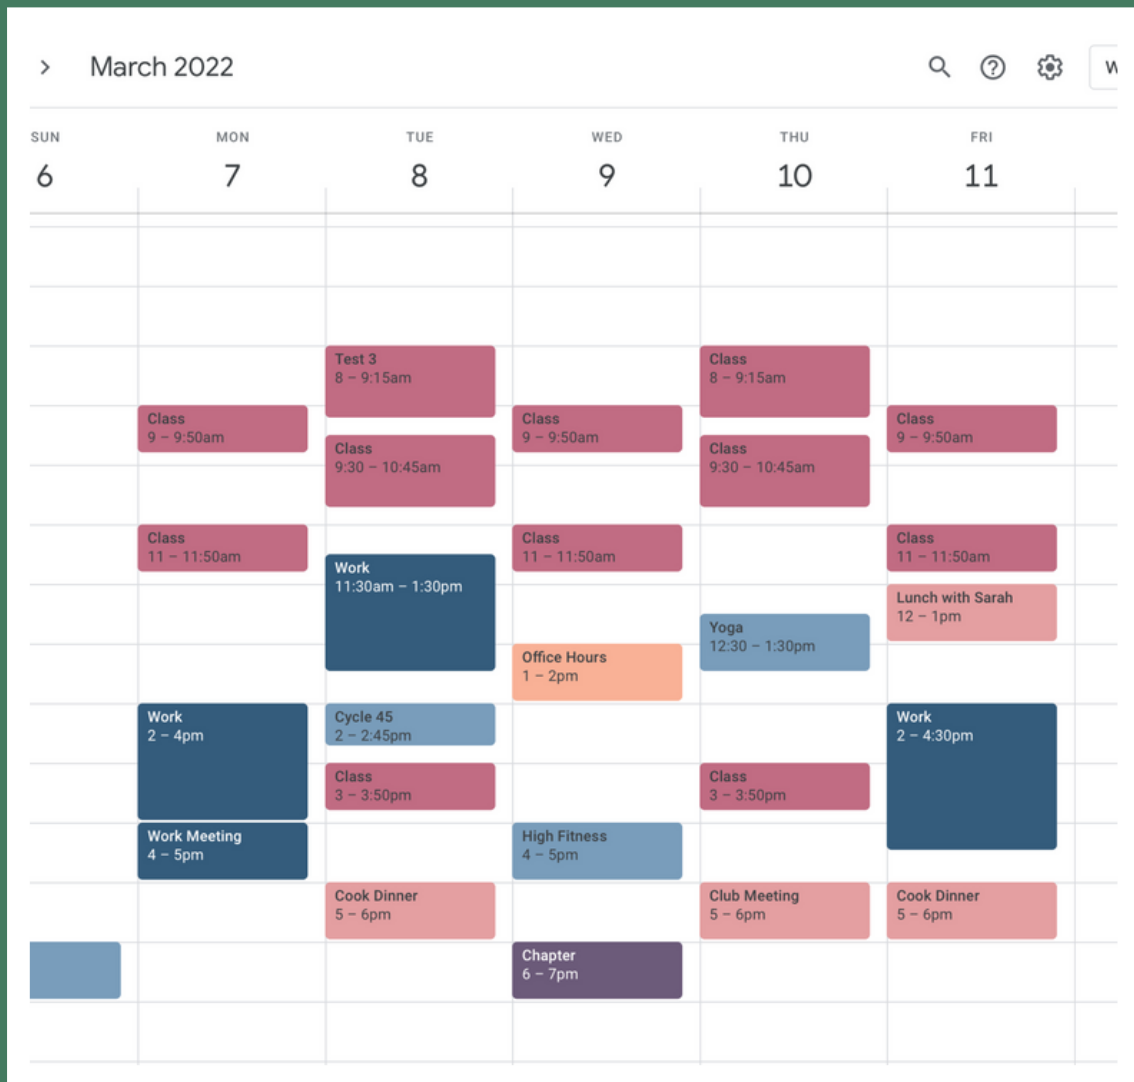 March 2022
W
SUN
MON
TUE
WED
THU
FRI
6
7
8
9
10
11
Class
9 – 9:50am
Class
11 – 11:50am
Work
2 – 4pm
Work Meeting
4 – 5pm
Test 3
8 – 9:15am
Class
9:30 – 10:45am
Work
11:30am – 1:30pm
Cycle 45
2 – 2:45pm
Class
3 – 3:50pm
Cook Dinner
5 – 6pm
Class
9 – 9:50am
Class
11 – 11:50am
Office Hours
1 – 2pm
High Fitness
4 – 5pm
Chapter
6 – 7pm
Class
8 – 9:15am
Class
9:30 – 10:45am
Yoga
12:30 – 1:30pm
Class
3 – 3:50pm
Club Meeting
5 – 6pm
Class
9 – 9:50am
Class
11 – 11:50am
Lunch with Sarah
12 – 1pm
Work
2 – 4:30pm
Cook Dinner
5 – 6pm